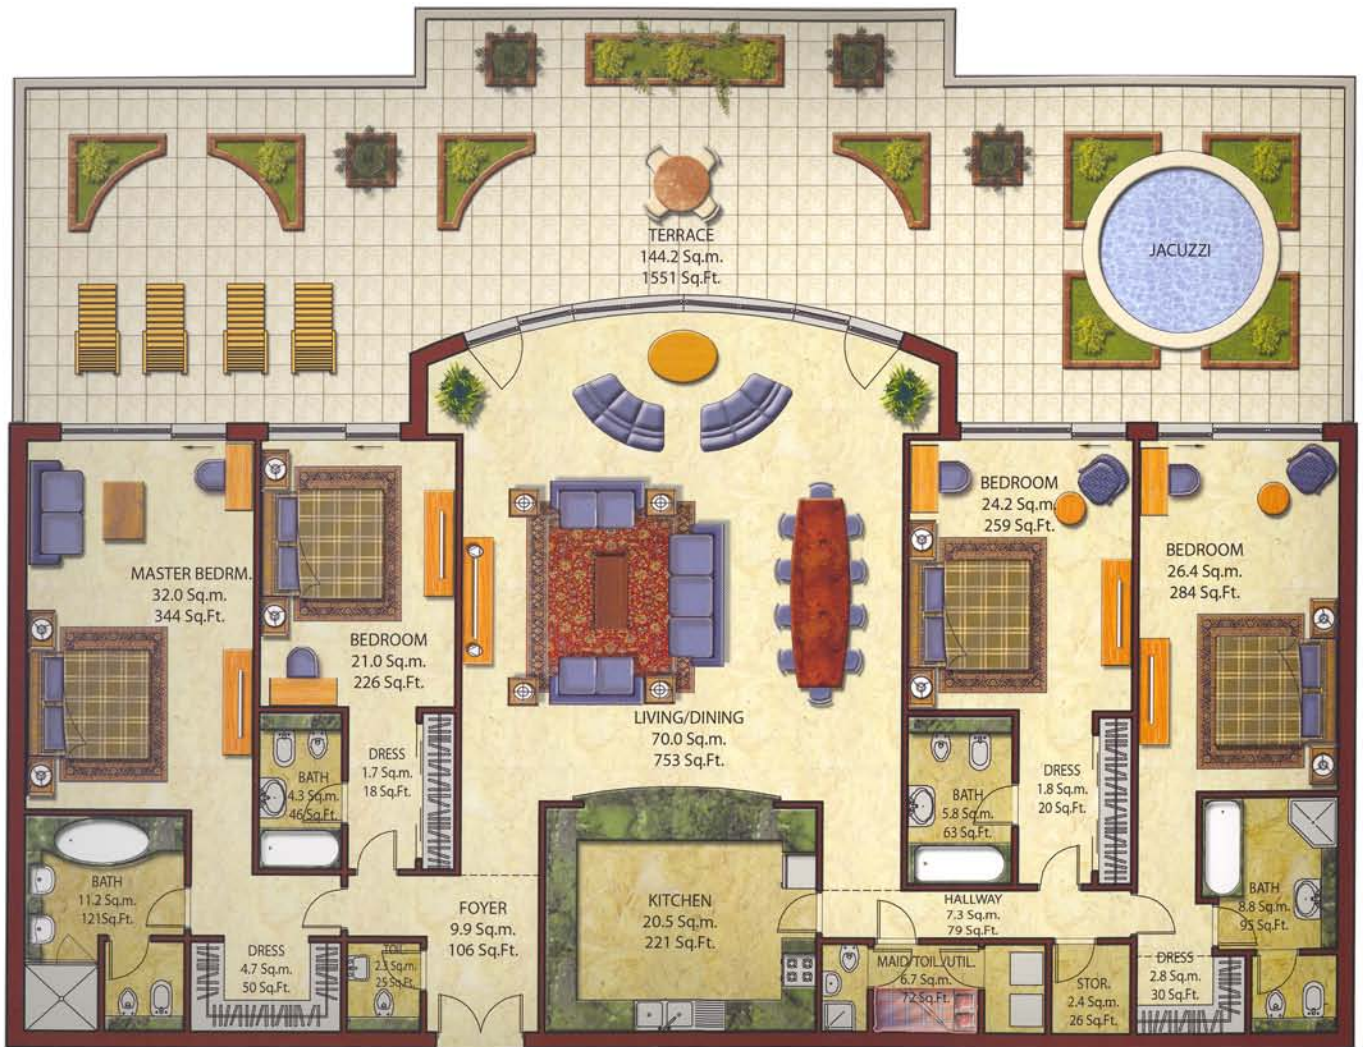 TERRACE
144.2 Sq.m.
1551 Sq.Ft.
JACUZZI
MASTER BEDRM.
32.0 Sq.m.
344 Sq.Ft.
BEDROOM
21.0 Sq.m.
226 Sq.Ft.
LIVING/DINING
70.0 Sq.m.
753 Sq.Ft.
BEDROOM
24.2 Sq.m.
259 Sq.Ft.
BEDROOM
26.4 Sq.m.
284 Sq.Ft.
BATH
4.3 Sq.m.
46 Sq.Ft.
DRESS
1.7 Sq.m.
18 Sq.Ft.
BATH
5.8 Sq.m.
63 Sq.Ft.
DRESS
1.8 Sq.m.
20 Sq.Ft.
BATH
11.2 Sq.m.
121Sq.Ft.
DRESS
4.7 Sq.m.
50 Sq.Ft.
TOIL.
2.3 Sq.m.
25 Sq.Ft.
FOYER
9.9 Sq.m.
106 Sq.Ft.
KITCHEN
20.5 Sq.m.
221 Sq.Ft.
HALLWAY
7.3 Sq.m.
79 Sq.Ft.
MAID/TOIL./UTIL.
6.7 Sq.m.
72 Sq.Ft.
STOR.
2.4 Sq.m.
26 Sq.Ft.
DRESS
2.8 Sq.m.
30 Sq.Ft.
BATH
8.8 Sq.m.
95 Sq.Ft.